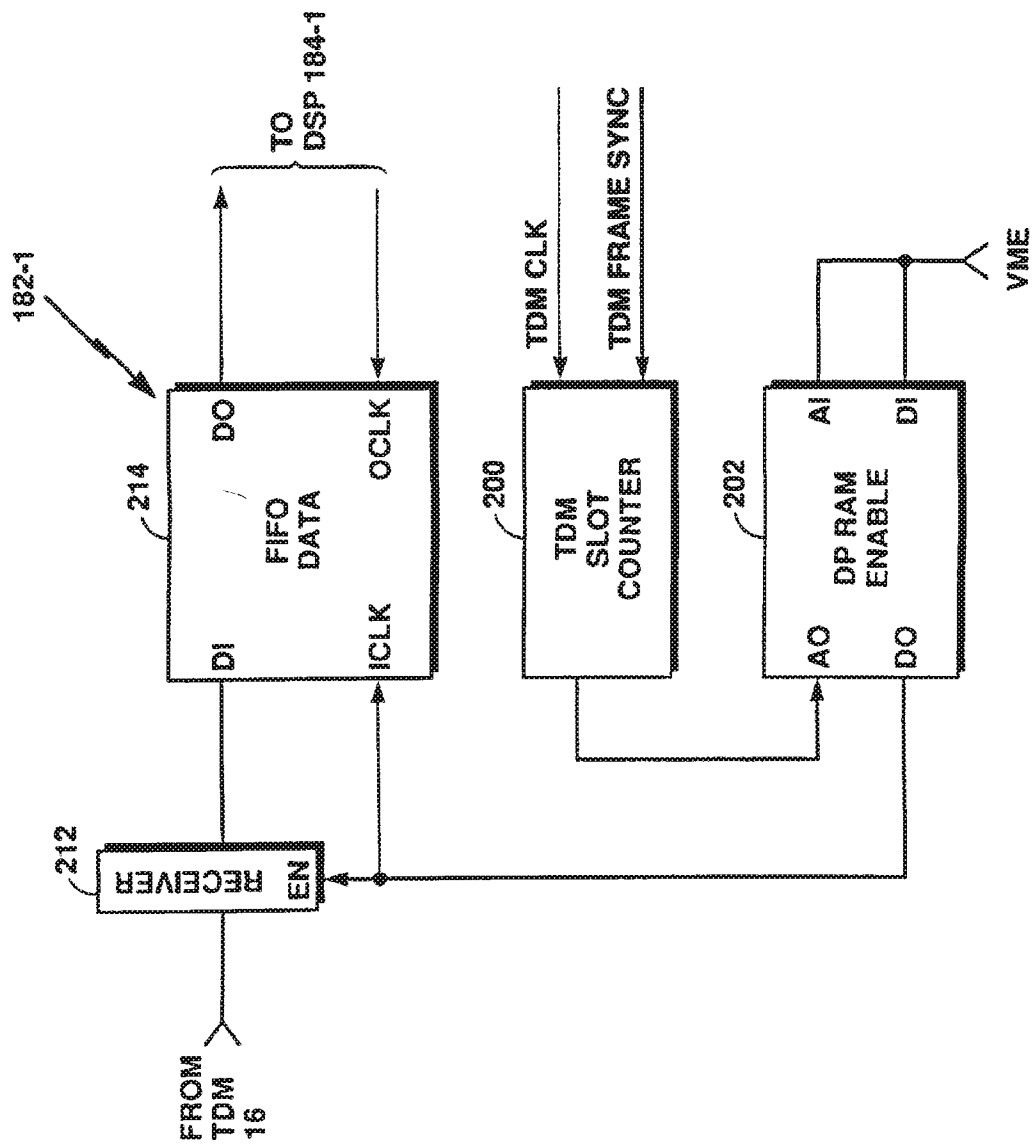 182-1
214
DI
DO
FIFO
DATA
ICLK
OCLK
TO
DSP 184-1
212
RECEIVER
EN
FROM
TDM
16
200
TDM
SLOT
COUNTER
TDM CLK
TDM FRAME SYNC
202
AO
AI
DP RAM
ENABLE
DO
DI
VME